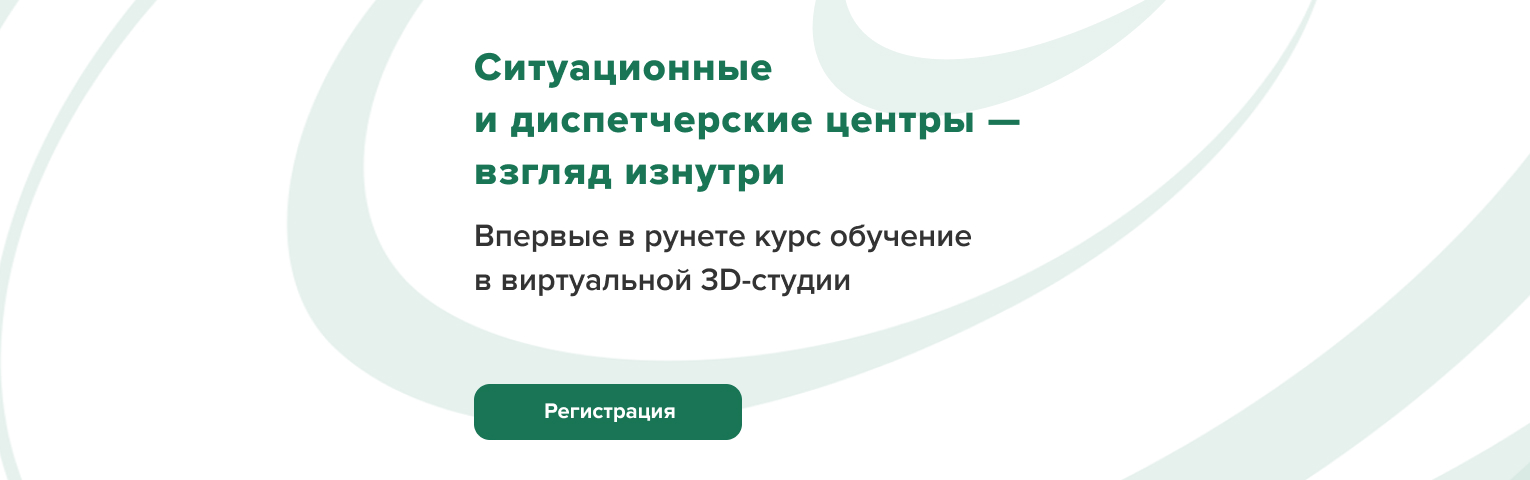 Ситуационные
и диспетчерские центры —
взгляд изнутри
Впервые в рунете курс обучение
в виртуальной 3D-студии
Регистрация